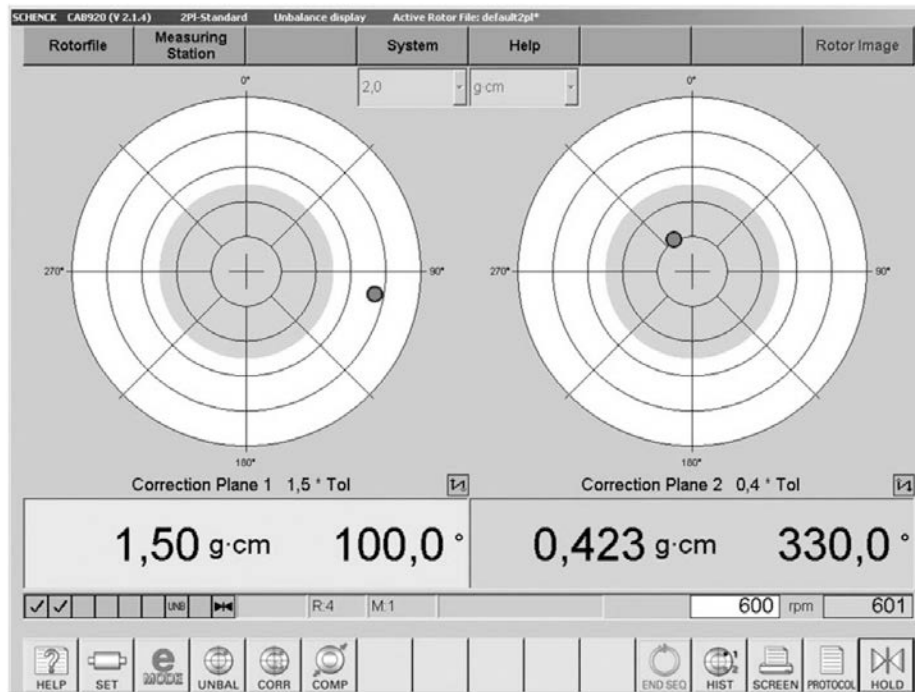 SCHENCK CAB920 (V 2.1.4) 2Pl-Standard Unbalance display Active Rotor File: default2pl*
Rotorfile Measuring Station System Help Rotor Image
2,0 g·cm
0° 0°
270° 90° 270° 90°
180° 180°
Correction Plane 1 1,5 * Tol Correction Plane 2 0,4 * Tol
1,50 g·cm 100,0 ° 0,423 g·cm 330,0 °
UNB R:4 M:1 600 rpm 601
? e 1 2
MODE
HELP SET UNBAL CORR COMP END SEQ HIST SCREEN PROTOCOL HOLD